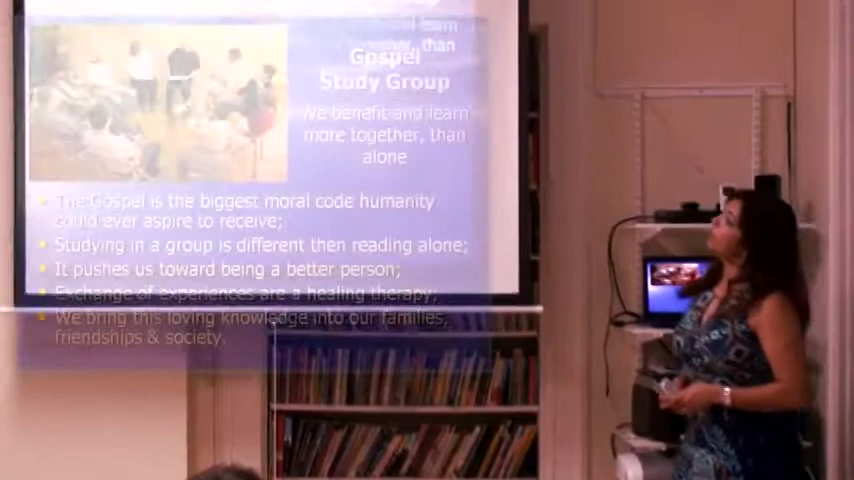 Gospel
Study Group
We benefit and learn
more together, than
alone
The Gospel is the biggest moral code humanity
could ever aspire to receive;
Studying in a group is different then reading alone;
It pushes us toward being a better person;
Exchange of experiences are a healing therapy;
We bring this loving knowledge into our families,
friendships & society.